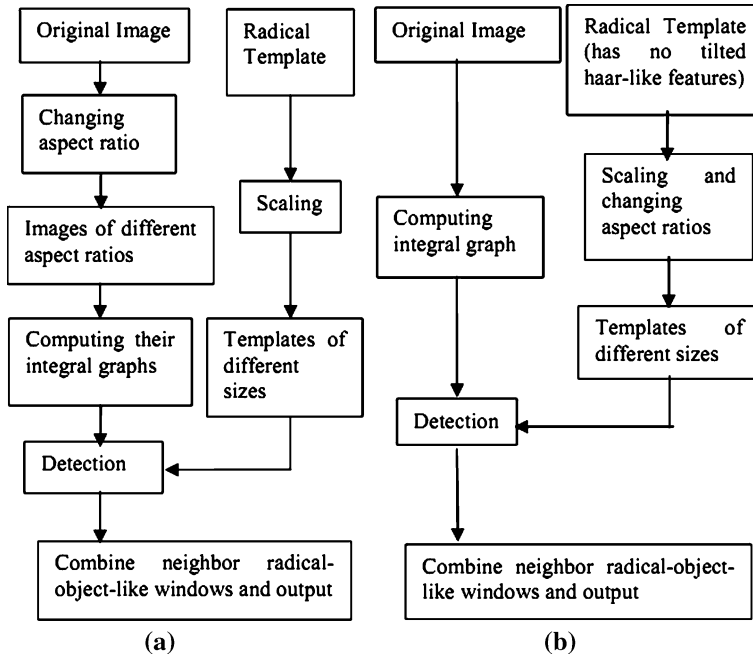 Original Image
Radical
Template
Changing
aspect ratio
Images of different
aspect ratios
Scaling
Computing their
integral graphs
Templates of
different
sizes
Detection
Combine neighbor radical-
object-like windows and output
(a)
Original Image
Radical Template
(has no tilted
haar-like features)
Computing
integral graph
Scaling and
changing
aspect ratios
Templates of
different sizes
Detection
Combine neighbor radical-object-
like windows and output
(b)